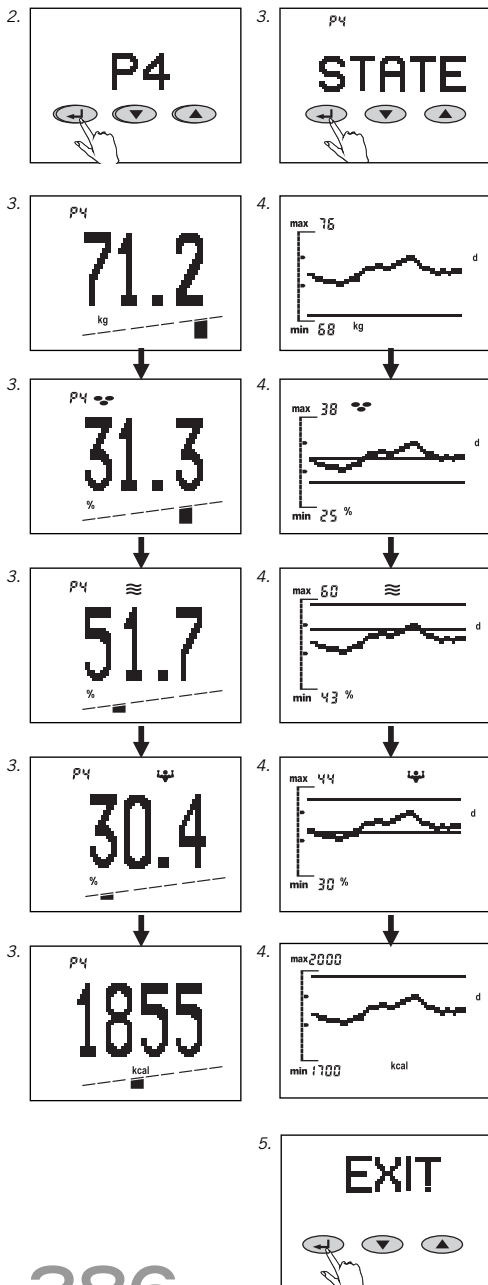 2.
P4
3.
P4
STATE
3.
P4
71.2
kg
4.
max 76
d
min 68 kg
3.
P4
31.3
%
4.
max 38
d
min 25 %
3.
P4
51.7
%
4.
max 60
d
min 43 %
3.
P4
30.4
%
4.
max 44
d
min 30 %
3.
P4
1855
kcal
4.
max 2000
d
min 1700 kcal
5.
EXIT
386